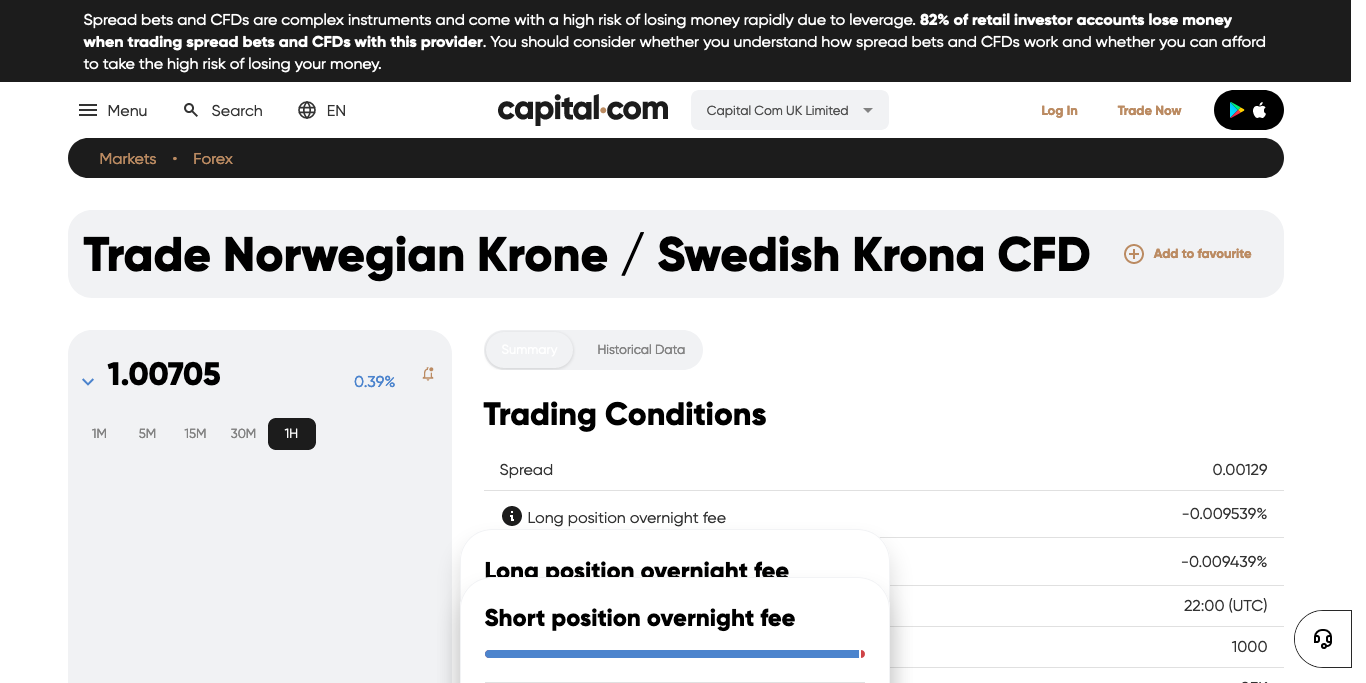 Spread bets and CFDs are complex instruments and come with a high risk of losing money rapidly due to leverage. 82% of retail investor accounts lose money
when trading spread bets and CFDs with this provider. You should consider whether you understand how spread bets and CFDs work and whether you can afford
to take the high risk of losing your money.
Menu Search EN capital.com Capital Com UK Limited Log In Trade Now
Markets • Forex
Trade Norwegian Krone / Swedish Krona CFD Add to favourite
1.00705 0.39%
1M 5M 15M 30M 1H
Summary Historical Data
Trading Conditions
Spread 0.00129
Long position overnight fee -0.009539%
Long position overnight fee
-0.009439%
Short position overnight fee
22:00 (UTC)
1000